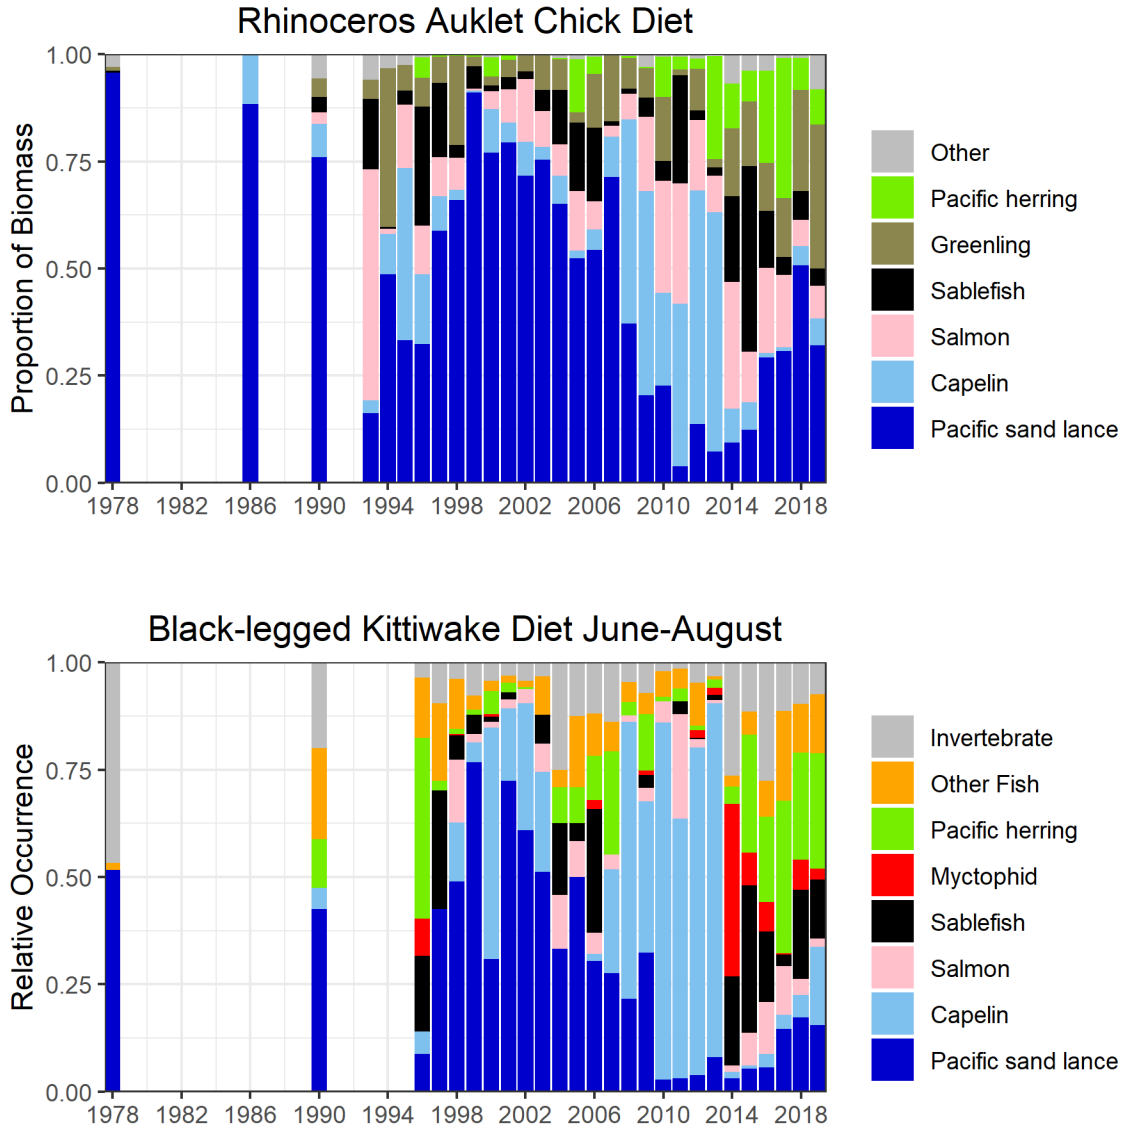 Rhinoceros Auklet Chick Diet
Proportion of Biomass
1.00
0.75
0.50
0.25
0.00
1978 1982 1986 1990 1994 1998 2002 2006 2010 2014 2018
Other
Pacific herring
Greenling
Sablefish
Salmon
Capelin
Pacific sand lance
Black-legged Kittiwake Diet June-August
Relative Occurrence
1.00
0.75
0.50
0.25
0.00
1978 1982 1986 1990 1994 1998 2002 2006 2010 2014 2018
Invertebrate
Other Fish
Pacific herring
Myctophid
Sablefish
Salmon
Capelin
Pacific sand lance